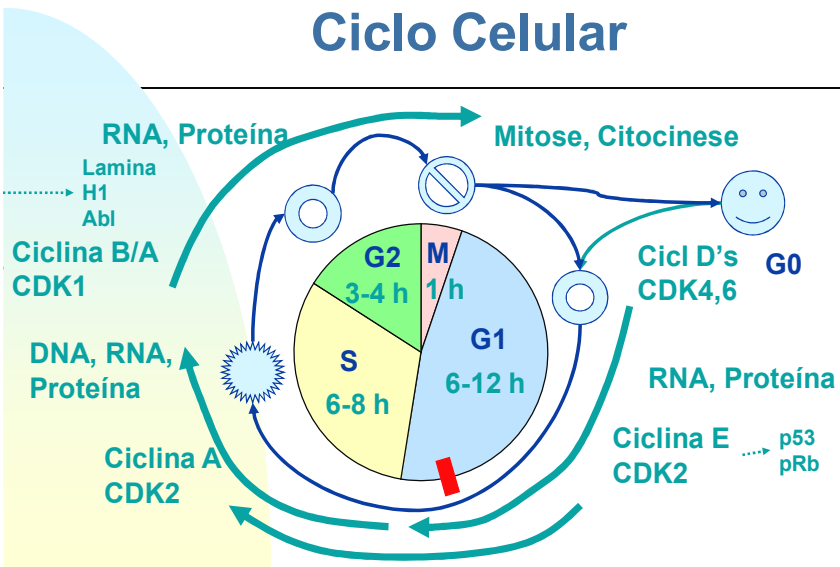 Ciclo Celular
RNA, Proteína
Mitose, Citocinese
Lamina
H1
Abl
Ciclina B/A
CDK1
G2
3-4 h
M
1 h
Cicl D's
CDK4,6
G0
DNA, RNA,
Proteína
S
6-8 h
G1
6-12 h
RNA, Proteína
Ciclina A
CDK2
Ciclina E
CDK2
p53
pRb